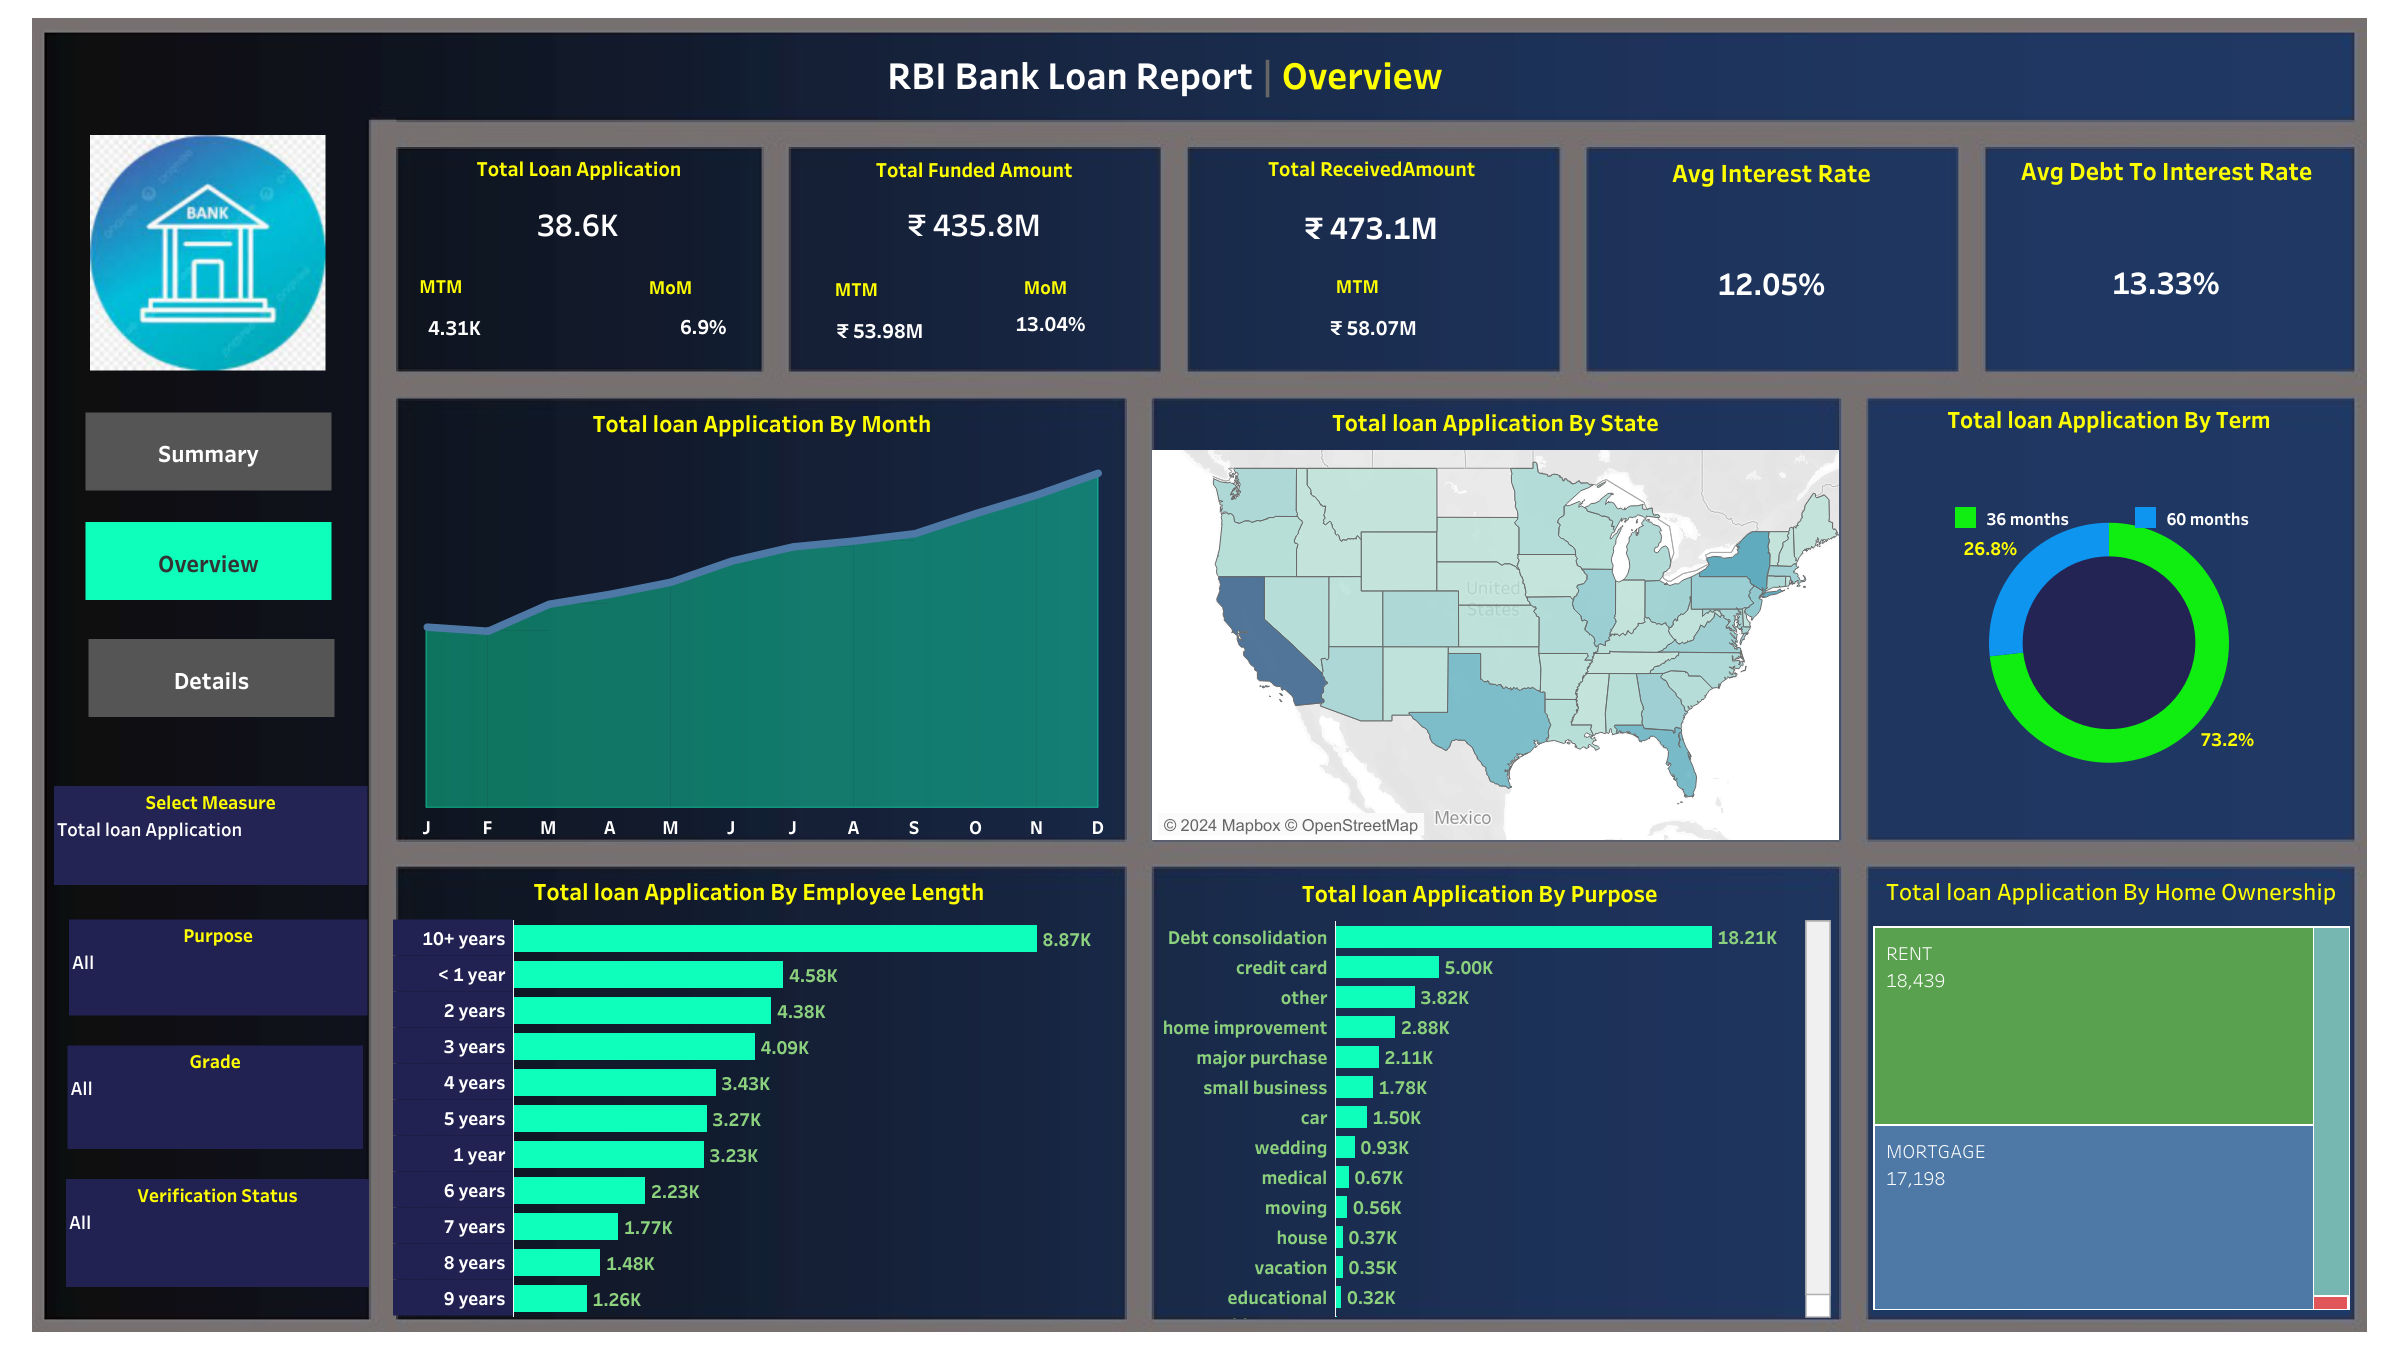 RBI Bank Loan Report | Overview
BANK
Summary
Overview
Details
Select Measure
Total loan Application
Purpose
All
Grade
All
Verification Status
All
Total Loan Application
38.6K
MTM MoM
4.31K 6.9%
Total Funded Amount
₹ 435.8M
MTM MoM
₹ 53.98M 13.04%
Total ReceivedAmount
₹ 473.1M
MTM
₹ 58.07M
Avg Interest Rate
12.05%
Avg Debt To Interest Rate
13.33%
Total loan Application By Month
J F M A M J J A S O N D
Total loan Application By State
United
States
Mexico
© 2024 Mapbox © OpenStreetMap
Total loan Application By Term
36 months 60 months
26.8%
73.2%
Total loan Application By Employee Length
10+ years 8.87K
< 1 year 4.58K
2 years 4.38K
3 years 4.09K
4 years 3.43K
5 years 3.27K
1 year 3.23K
6 years 2.23K
7 years 1.77K
8 years 1.48K
9 years 1.26K
Total loan Application By Purpose
Debt consolidation 18.21K
credit card 5.00K
other 3.82K
home improvement 2.88K
major purchase 2.11K
small business 1.78K
car 1.50K
wedding 0.93K
medical 0.67K
moving 0.56K
house 0.37K
vacation 0.35K
educational 0.32K
Total loan Application By Home Ownership
RENT
18,439
MORTGAGE
17,198